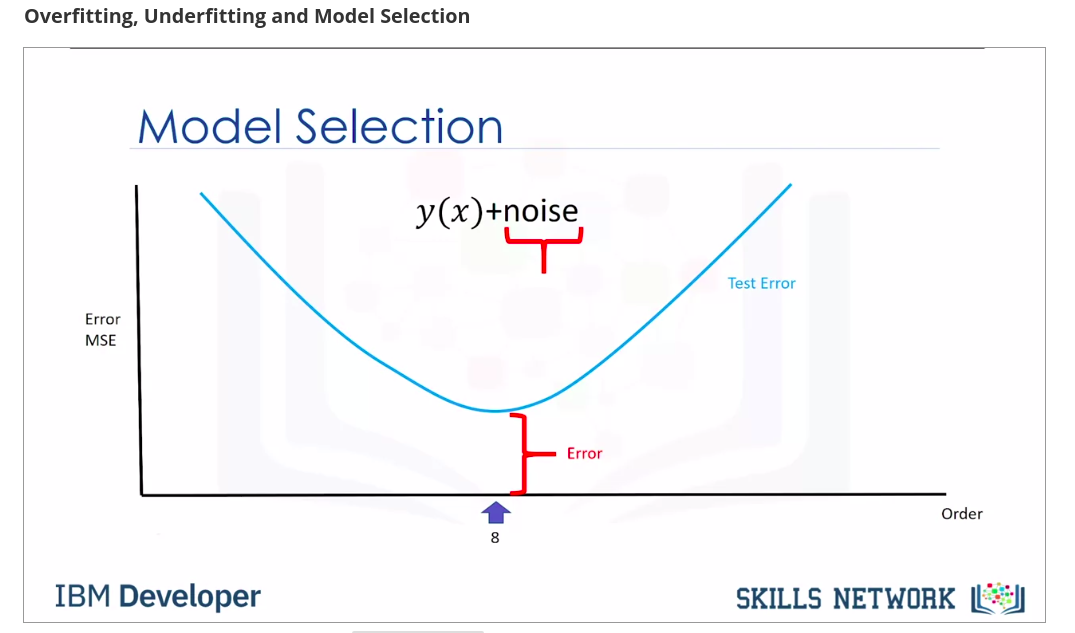 Overfitting, Underfitting and Model Selection
Model Selection
y(x)+noise
Test Error
Error
MSE
Error
Order
8
IBM Developer
SKILLS NETWORK